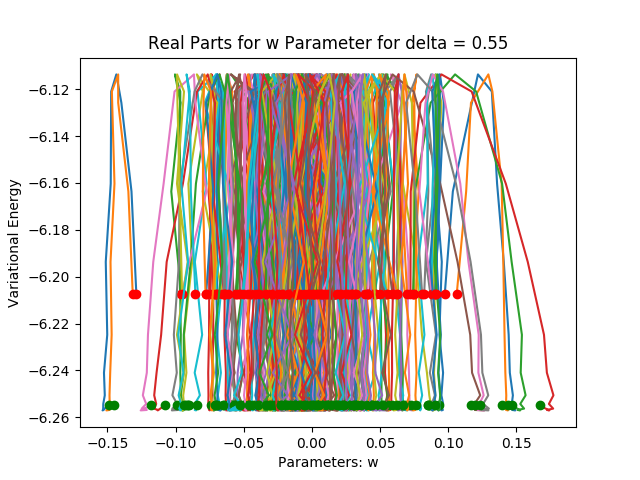 Real Parts for w Parameter for delta = 0.55
Variational Energy
−6.12
−6.14
−6.16
−6.18
−6.20
−6.22
−6.24
−6.26
−0.15 −0.10 −0.05 0.00 0.05 0.10 0.15
Parameters: w